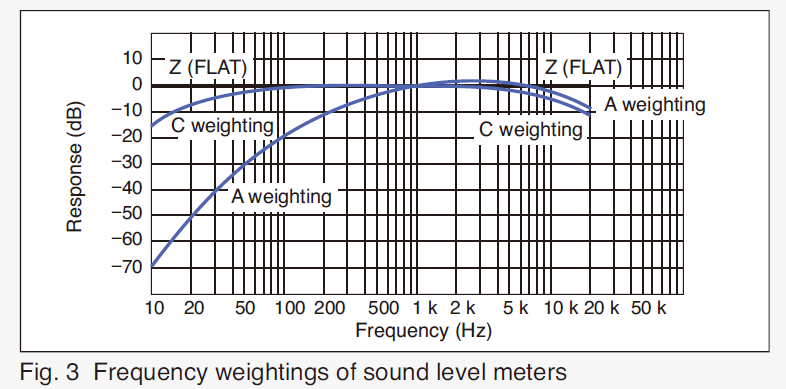 10
Z (FLAT) Z (FLAT)
0
−10 A weighting
C weighting C weighting
−20
−30
−40
A weighting
−50
−60
−70
Response (dB)
10 20 50 100 200 500 1 k 2 k 5 k 10 k 20 k 50 k
Frequency (Hz)
Fig. 3 Frequency weightings of sound level meters